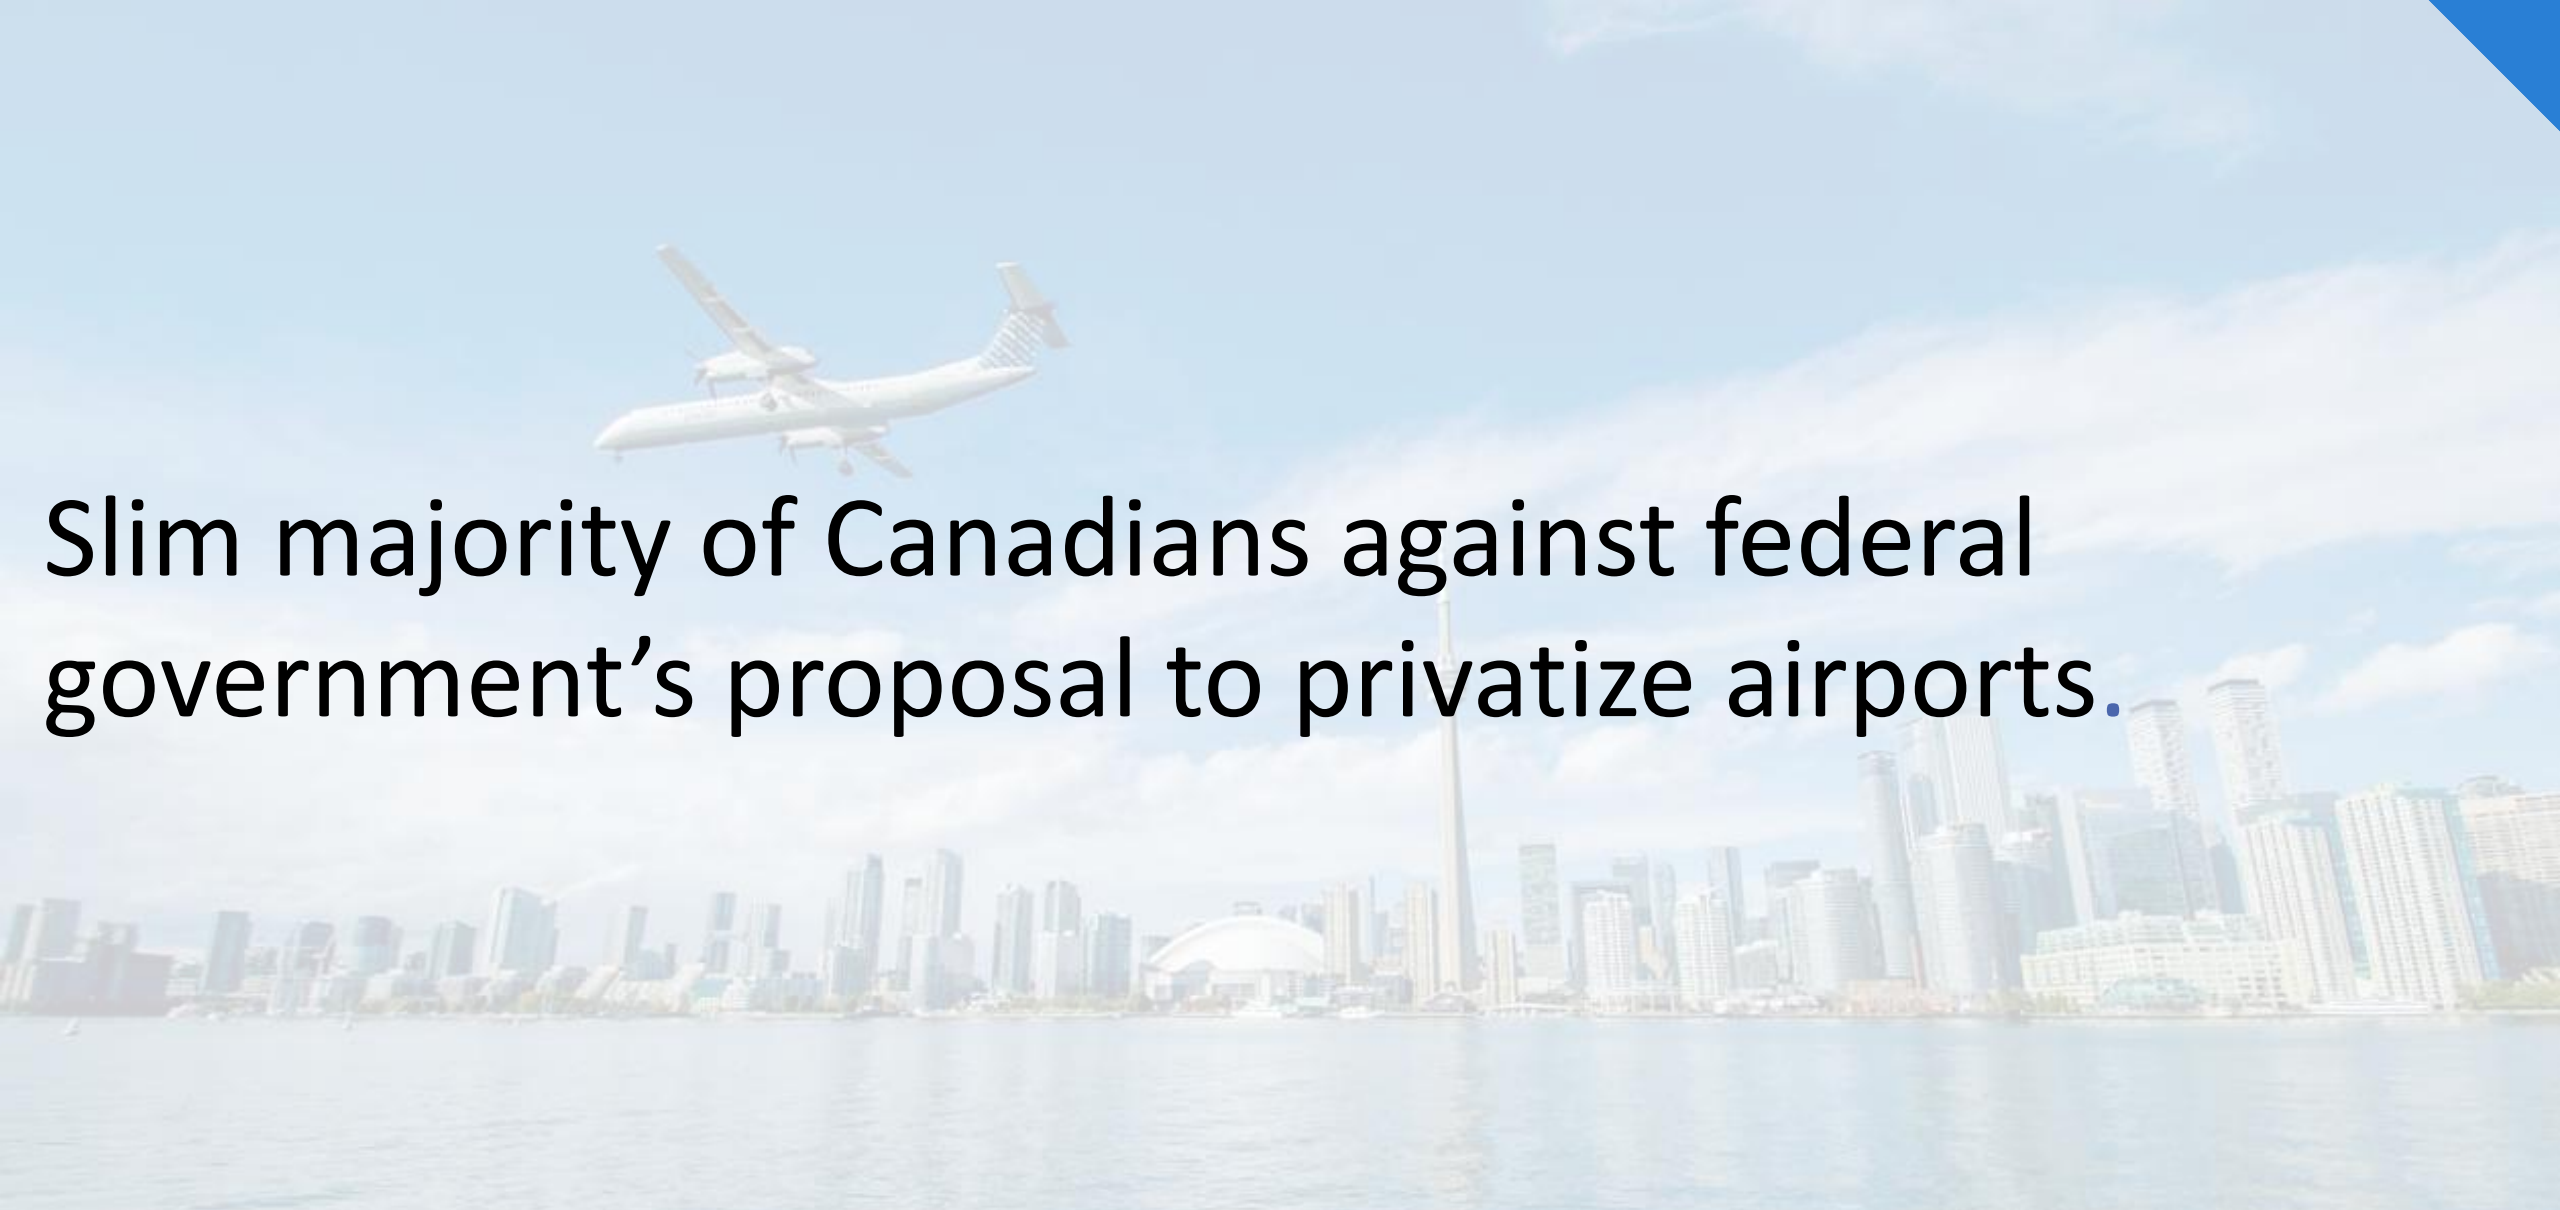 Slim majority of Canadians against federal
government’s proposal to privatize airports.